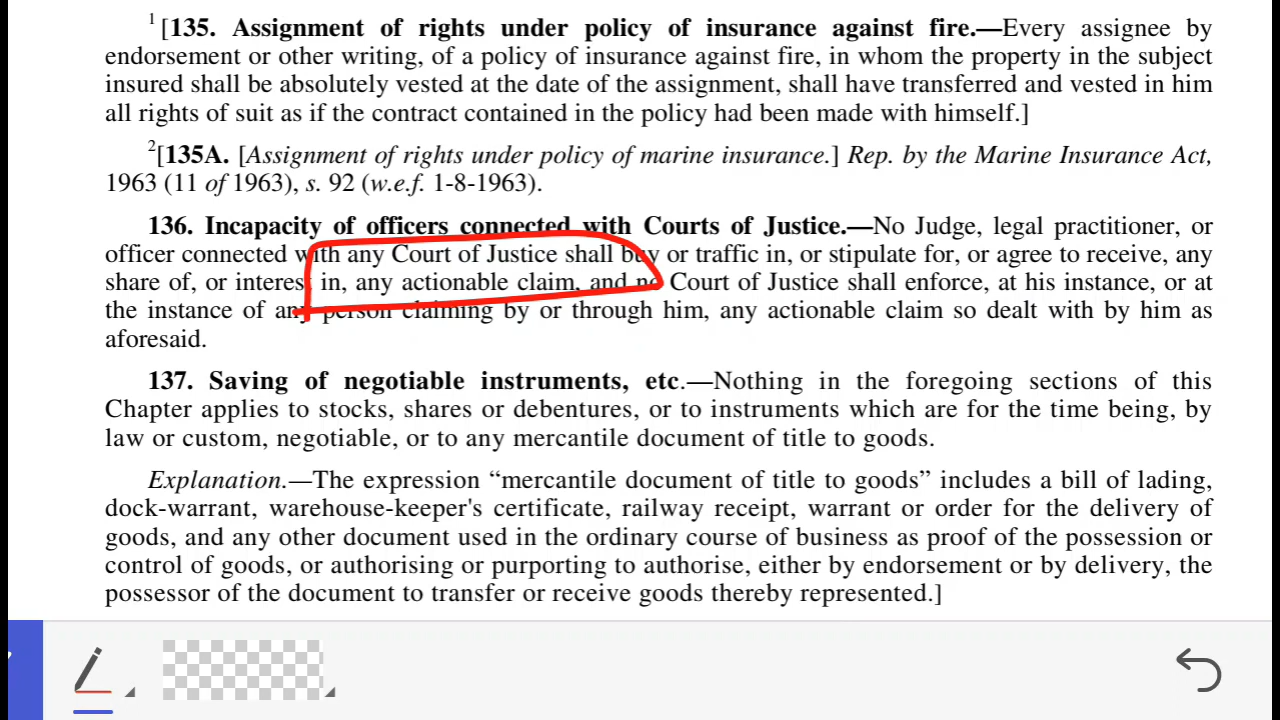 1[135. Assignment of rights under policy of insurance against fire.—Every assignee by
endorsement or other writing, of a policy of insurance against fire, in whom the property in the subject
insured shall be absolutely vested at the date of the assignment, shall have transferred and vested in him
all rights of suit as if the contract contained in the policy had been made with himself.]
2[135A. [Assignment of rights under policy of marine insurance.] Rep. by the Marine Insurance Act,
1963 (11 of 1963), s. 92 (w.e.f. 1-8-1963).
136. Incapacity of officers connected with Courts of Justice.—No Judge, legal practitioner, or
officer connected with any Court of Justice shall buy or traffic in, or stipulate for, or agree to receive, any
share of, or interest in, any actionable claim, and no Court of Justice shall enforce, at his instance, or at
the instance of any person claiming by or through him, any actionable claim so dealt with by him as
aforesaid.
137. Saving of negotiable instruments, etc.—Nothing in the foregoing sections of this
Chapter applies to stocks, shares or debentures, or to instruments which are for the time being, by
law or custom, negotiable, or to any mercantile document of title to goods.
Explanation.—The expression “mercantile document of title to goods” includes a bill of lading,
dock-warrant, warehouse-keeper's certificate, railway receipt, warrant or order for the delivery of
goods, and any other document used in the ordinary course of business as proof of the possession or
control of goods, or authorising or purporting to authorise, either by endorsement or by delivery, the
possessor of the document to transfer or receive goods thereby represented.]